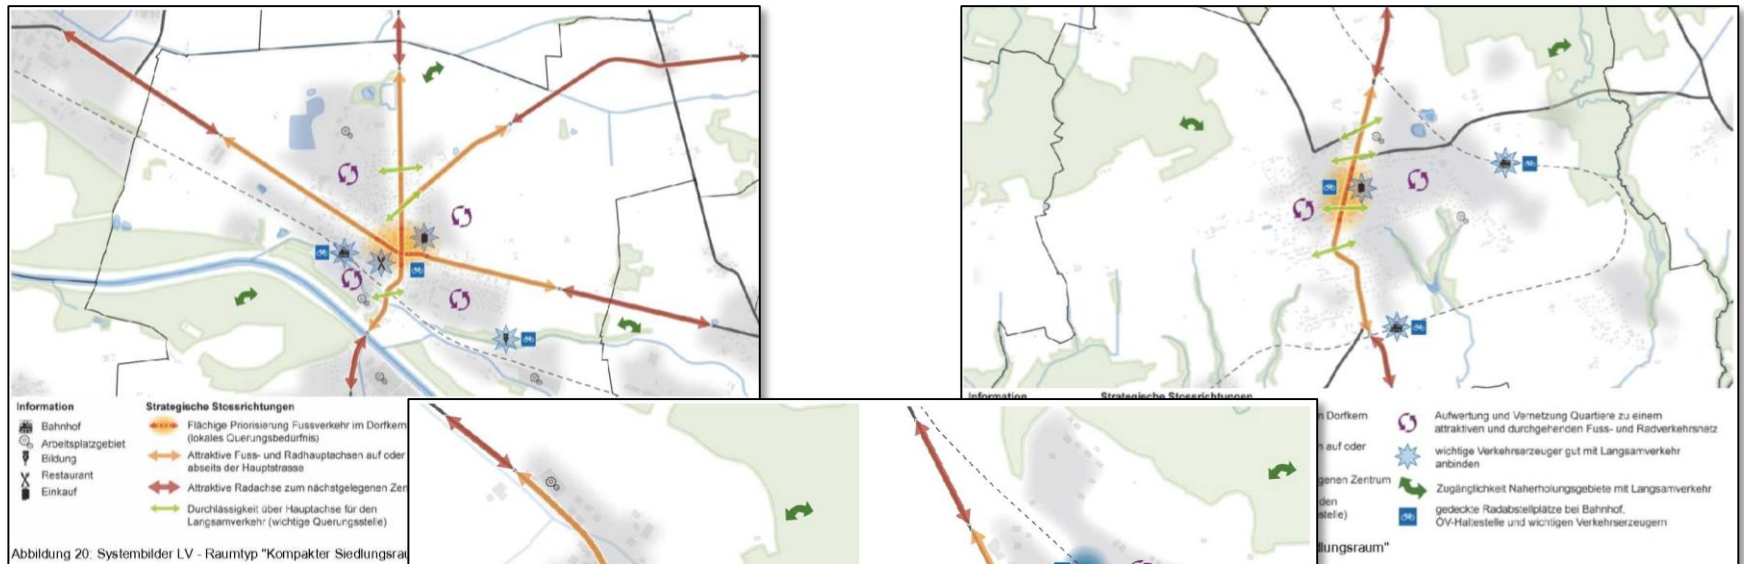 Information
Bahnhof
Arbeitsplatzgebiet
Bildung
Restaurant
Einkauf
Strategische Stossrichtungen
Flächige Priorisierung Fussverkehr im Dorfkern
(lokales Querungsbedürfnis)
Attraktive Fuss- und Radhauptachsen auf oder
abseits der Hauptstrasse
Attraktive Radachse zum nächstgelegenen Zen
Durchlässigkeit über Hauptachse für den
Langsamverkehr (wichtige Querungsstelle)
Abbildung 20: Systembilder LV - Raumtyp "Kompakter Siedlungsrau
Information
Strategische Stossrichtungen
n Dorfkern
n auf oder
genen Zentrum
den
stelle)
Aufwertung und Vernetzung Quartiere zu einem
attraktiven und durchgehenden Fuss- und Radverkehrsnetz
wichtige Verkehrserzeuger gut mit Langsamverkehr
anbinden
Zugänglichkeit Naherholungsgebiete mit Langsamverkehr
gedeckte Radabstellplätze bei Bahnhof,
ÖV-Haltestelle und wichtigen Verkehrserzeugern
llungsraum"